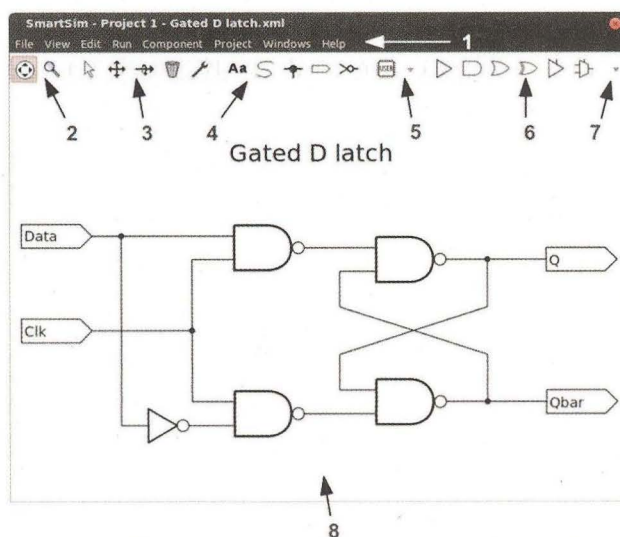 SmartSim - Project 1 - Gated D latch.xml
File View Edit Run Component Project Windows Help
1
Aa
USER
2
3
4
5
6
7
Gated D latch
Data
Q
Clk
Qbar
8